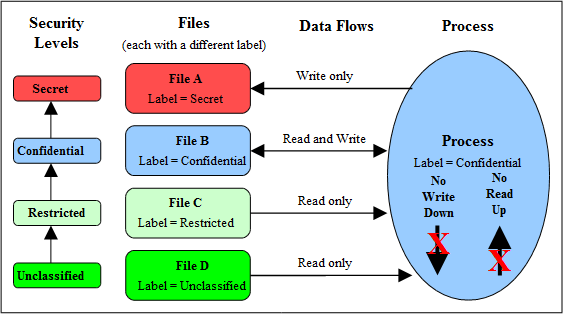 Security
Levels
Files
(each with a different label)
Data Flows
Process
Secret
Confidential
Restricted
Unclassified
File A
Label = Secret
File B
Label = Confidential
File C
Label = Restricted
File D
Label = Unclassified
Write only
Read and Write
Read only
Read only
Process
Label = Confidential
No
Write
Down
No
Read
Up
X
X